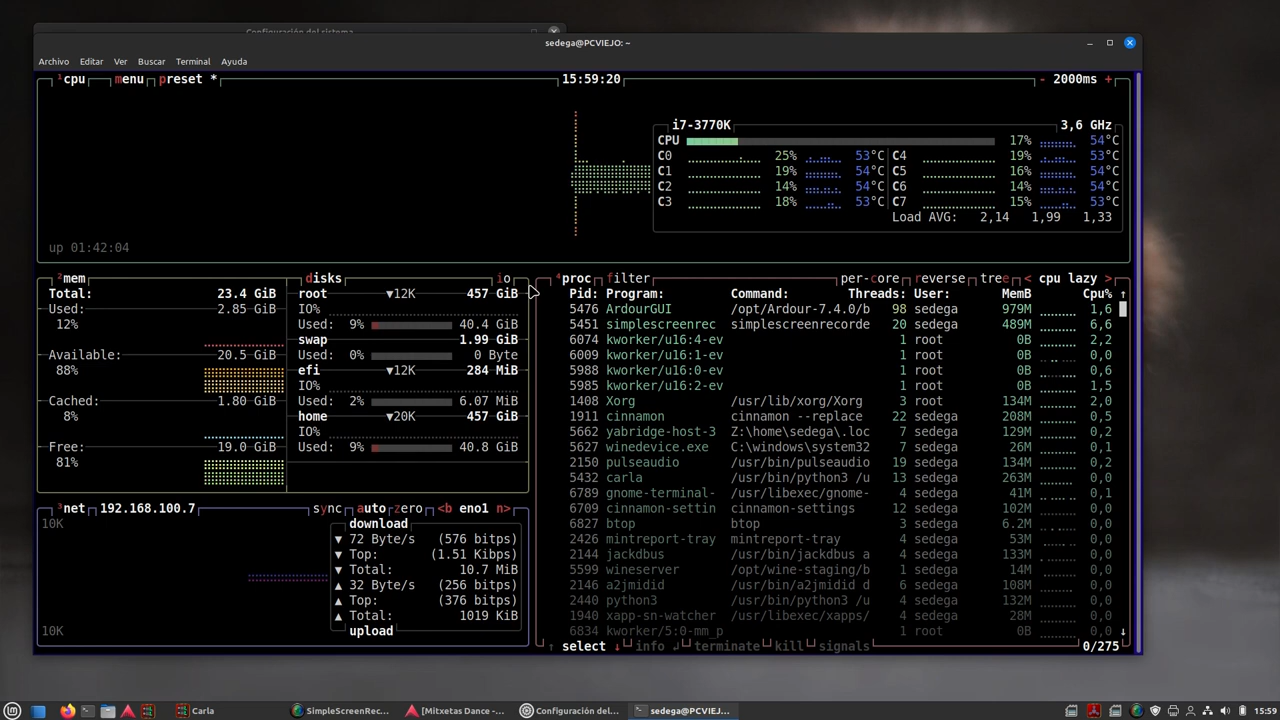 Configuración del sistema
sedega@PCVIEJO: ~
Archivo Editar Ver Buscar Terminal Ayuda
¹cpu menu preset * 15:59:20 - 2000ms +
i7-3770K 3,6 GHz
CPU 17% 54°C
C0 25% 53°C C4 19% 53°C
C1 19% 54°C C5 16% 54°C
C2 14% 54°C C6 14% 54°C
C3 18% 53°C C7 15% 53°C
Load AVG: 2,14 1,99 1,33
up 01:42:04
²mem disks io
Total: 23.4 GiB root ▼12K 457 GiB
Used: 2.85 GiB IO%
12% Used: 9% 40.4 GiB
swap 1.99 GiB
Available: 20.5 GiB Used: 0% 0 Byte
88% efi ▼12K 284 MiB
IO%
Cached: 1.80 GiB Used: 2% 6.07 MiB
8% home ▼20K 457 GiB
IO%
Free: 19.0 GiB Used: 9% 40.8 GiB
81%
³net 192.168.100.7 sync auto zero <b eno1 n>
10K download
▼ 72 Byte/s (576 bitps)
▼ Top: (1.51 Kibps)
▼ Total: 10.7 MiB
▲ 32 Byte/s (256 bitps)
▲ Top: (376 bitps)
▲ Total: 1019 KiB
10K upload
⁴proc filter per-core reverse tree < cpu lazy >
Pid: Program: Command: Threads: User: MemB Cpu% ↑
5476 ArdourGUI /opt/Ardour-7.4.0/b 98 sedega 979M 1,6
5451 simplescreenrec simplescreenrecorde 20 sedega 489M 6,6
6074 kworker/u16:4-ev 1 root 0B 2,2
6009 kworker/u16:1-ev 1 root 0B 0,0
5988 kworker/u16:0-ev 1 root 0B 0,6
5985 kworker/u16:2-ev 1 root 0B 1,5
1408 Xorg /usr/lib/xorg/Xorg 3 root 134M 2,0
1911 cinnamon cinnamon --replace 22 sedega 208M 0,5
5662 yabridge-host-3 Z:\home\sedega\.loc 7 sedega 129M 0,2
5627 winedevice.exe C:\windows\system32 7 sedega 26M 0,1
2150 pulseaudio /usr/bin/pulseaudio 19 sedega 134M 0,2
5432 carla /usr/bin/python3 /u 13 sedega 263M 0,0
6789 gnome-terminal- /usr/libexec/gnome- 4 sedega 41M 0,1
6709 cinnamon-settin cinnamon-settings 12 sedega 102M 0,0
6827 btop btop 3 sedega 6.2M 0,0
2426 mintreport-tray mintreport-tray 4 sedega 53M 0,0
2144 jackdbus /usr/bin/jackdbus a 4 sedega 133M 0,0
5599 wineserver /opt/wine-staging/b 1 sedega 14M 0,0
2146 a2jmidid /usr/bin/a2jmidid d 6 sedega 108M 0,0
2440 python3 /usr/bin/python3 /u 4 sedega 132M 0,0
1940 xapp-sn-watcher /usr/libexec/xapps/ 4 sedega 28M 0,0
6834 kworker/5:0-mm_p 1 root 0B 0,0 ↓
↑ select ↓ info ↲ terminate kill signals 0/275
Carla SimpleScreenRec... [Mitxetas Dance -... Configuración del... sedega@PCVIEJO... 15:59